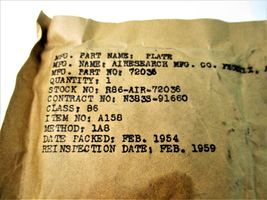 MFG. PART NAME: PLATE
MFG. NAME: AIRESEARCH MFG. CO.
MFG. PART NO: 72036
QUANTITY: 1
STOCK NO: R86-AIR-72036
CONTRACT NO: N3833-91660
CLASS: 86
ITEM NO: A158
METHOD: 1A8
DATE PACKED: FEB. 1954
REINSPECTION DATE: FEB. 1959